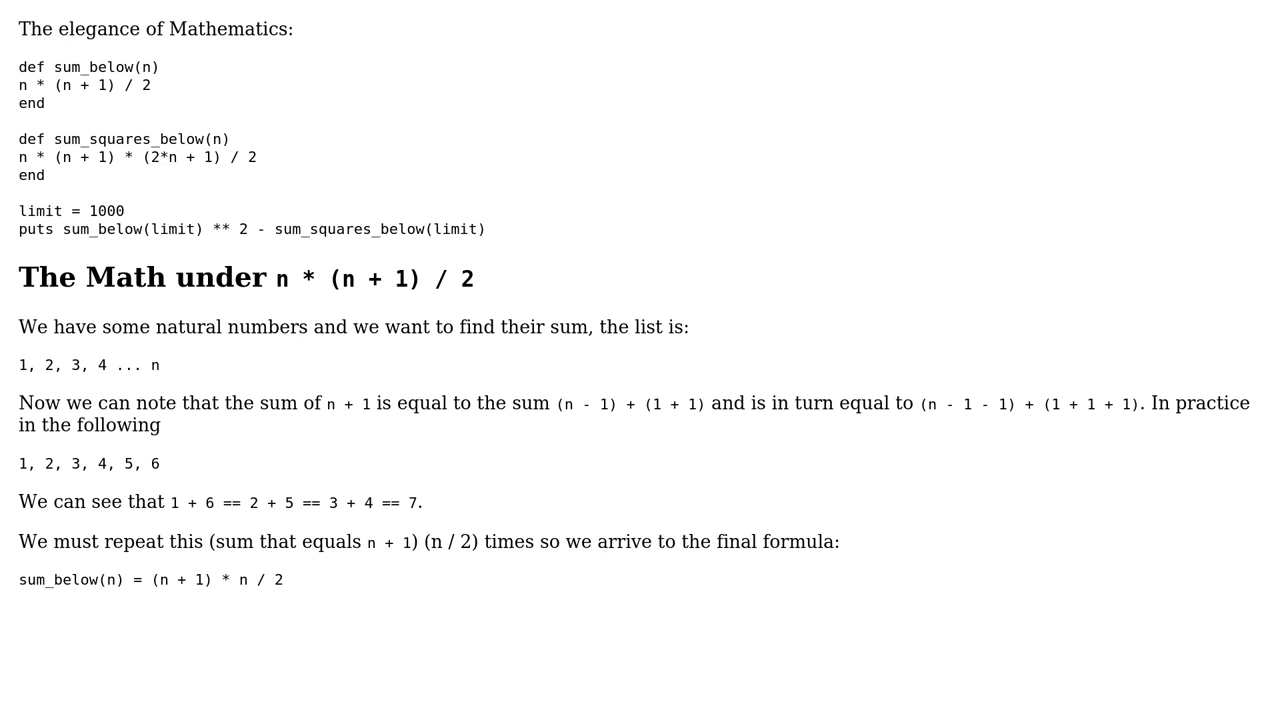 The elegance of Mathematics:
def sum_below(n)
n * (n + 1) / 2
end
def sum_squares_below(n)
n * (n + 1) * (2*n + 1) / 2
end
limit = 1000
puts sum_below(limit) ** 2 - sum_squares_below(limit)
The Math under n * (n + 1) / 2
We have some natural numbers and we want to find their sum, the list is:
1, 2, 3, 4 ... n
Now we can note that the sum of n + 1 is equal to the sum (n - 1) + (1 + 1) and is in turn equal to (n - 1 - 1) + (1 + 1 + 1). In practice
in the following
1, 2, 3, 4, 5, 6
We can see that 1 + 6 == 2 + 5 == 3 + 4 == 7.
We must repeat this (sum that equals n + 1) (n / 2) times so we arrive to the final formula:
sum_below(n) = (n + 1) * n / 2